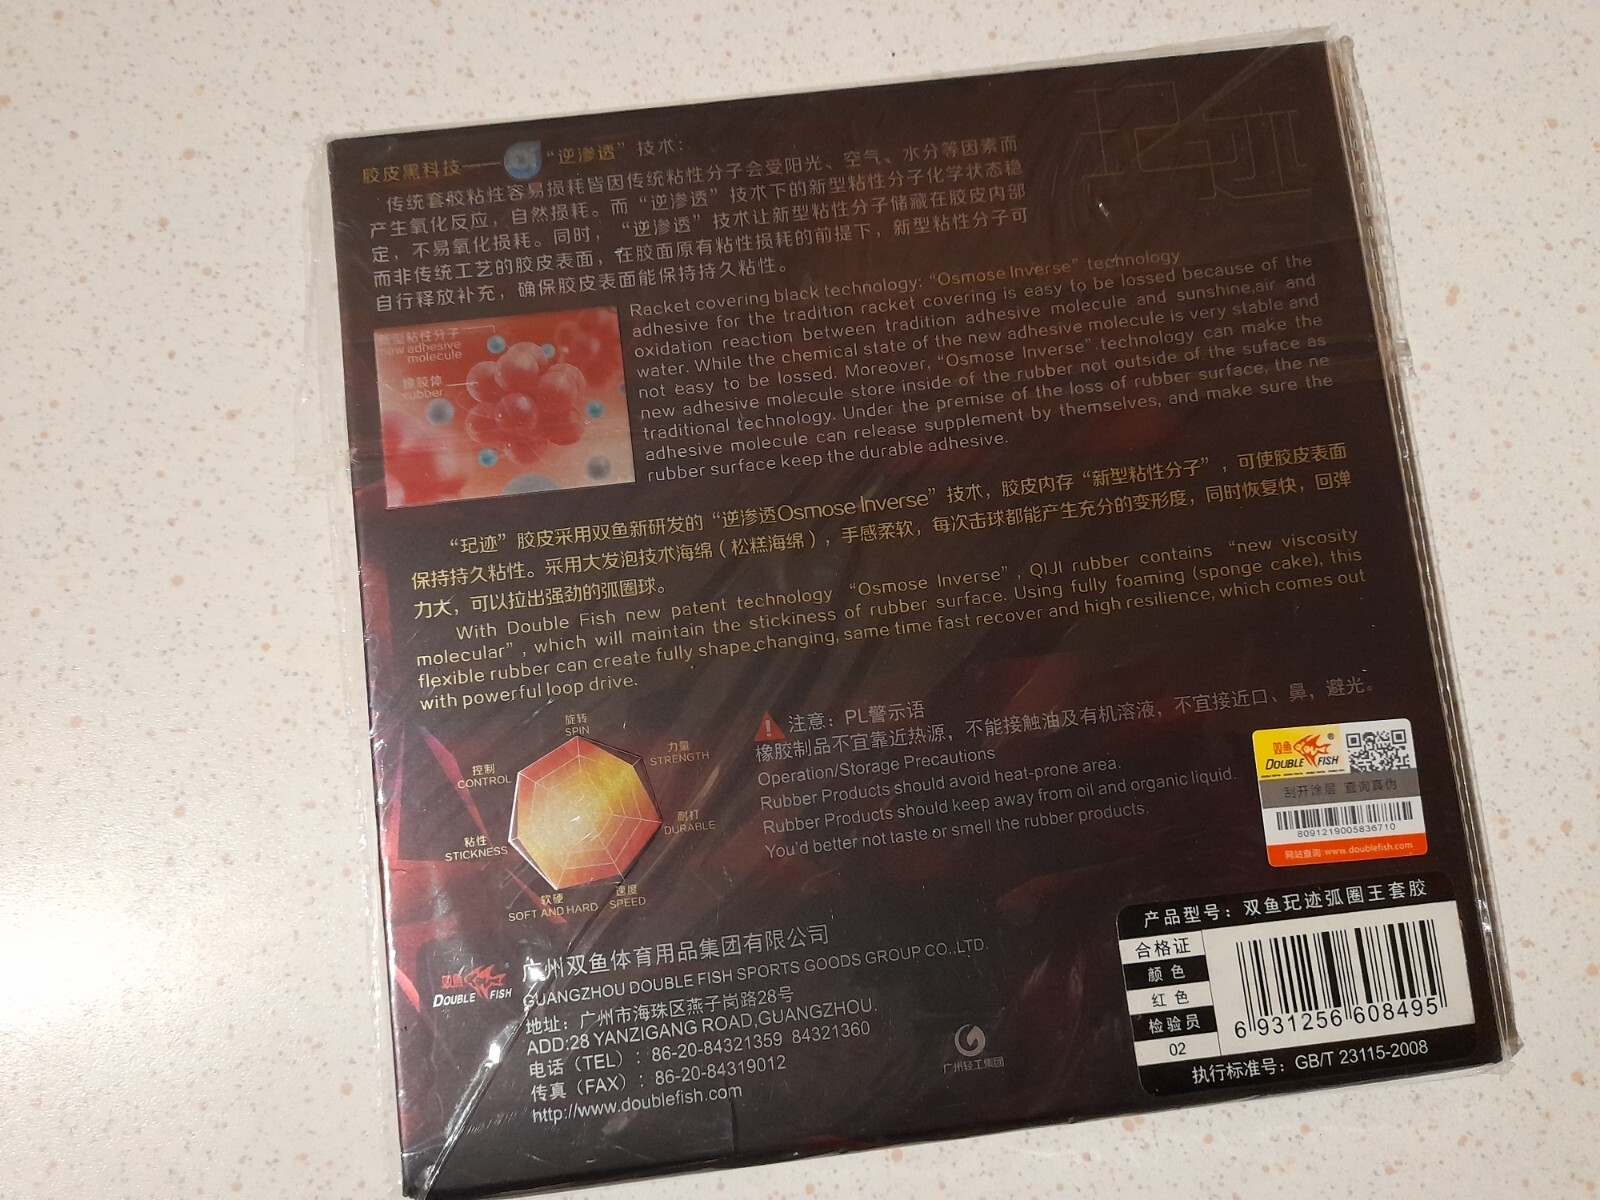 胶皮黑科技——“逆渗透”技术：
传统套胶粘性容易损耗皆因传统粘性分子会受阳光、空气、水分等因素而
产生氧化反应，自然损耗。而“逆渗透”技术下的新型粘性分子化学状态稳
定，不易氧化损耗。同时，“逆渗透”技术让新型粘性分子储藏在胶皮内部
而非传统工艺的胶皮表面，在胶面原有粘性损耗的前提下，新型粘性分子可
自行释放补充，确保胶皮表面能保持持久粘性。
玘迹
Racket covering black technology: “Osmose Inverse” technology
adhesive for the tradition racket covering is easy to be lossed because of the
oxidation reaction between tradition adhesive molecule and sunshine,air and
water. While the chemical state of the new adhesive molecule is very stable and
not easy to be lossed. Moreover, “Osmose Inverse” technology can make the
new adhesive molecule store inside of the rubber not outside of the suface as
traditional technology. Under the premise of the loss of rubber surface, the ne
adhesive molecule can release supplement by themselves, and make sure the
rubber surface keep the durable adhesive.
新型粘性分子
new adhesive
molecule
橡胶体
rubber
“玘迹”胶皮采用双鱼新研发的“逆渗透Osmose Inverse”技术，胶皮内存“新型粘性分子”，可使胶皮表面
保持持久粘性。采用大发泡技术海绵（松糕海绵），手感柔软，每次击球都能产生充分的变形度，同时恢复快，回弹
力大，可以拉出强劲的弧圈球。
With Double Fish new patent technology “Osmose Inverse”, QIJI rubber contains “new viscosity
molecular”, which will maintain the stickiness of rubber surface. Using fully foaming (sponge cake), this
flexible rubber can create fully shape changing, same time fast recover and high resilience, which comes out
with powerful loop drive.
旋转
SPIN
力量
STRENGTH
控制
CONTROL
耐打
DURABLE
粘性
STICKNESS
软硬
SOFT AND HARD
速度
SPEED
注意：PL警示语
橡胶制品不宜靠近热源，不能接触油及有机溶液，不宜接近口、鼻，避光。
Operation/Storage Precautions
Rubber Products should avoid heat-prone area.
Rubber Products should keep away from oil and organic liquid.
You'd better not taste or smell the rubber products.
双鱼
DOUBLE FISH
刮开涂层 查询真伪
8091219005836710
网站查询:www.doublefish.com
双鱼
DOUBLE FISH
广州双鱼体育用品集团有限公司
GUANGZHOU DOUBLE FISH SPORTS GOODS GROUP CO.,LTD.
地址：广州市海珠区燕子岗路28号
ADD:28 YANZIGANG ROAD,GUANGZHOU.
电话（TEL）：86-20-84321359 84321360
传真（FAX）：86-20-84319012
http://www.doublefish.com
广州轻工集团
产品型号：双鱼玘迹弧圈王套胶
合格证
颜色
红色
检验员
02
6 931256 608495
执行标准号：GB/T 23115-2008